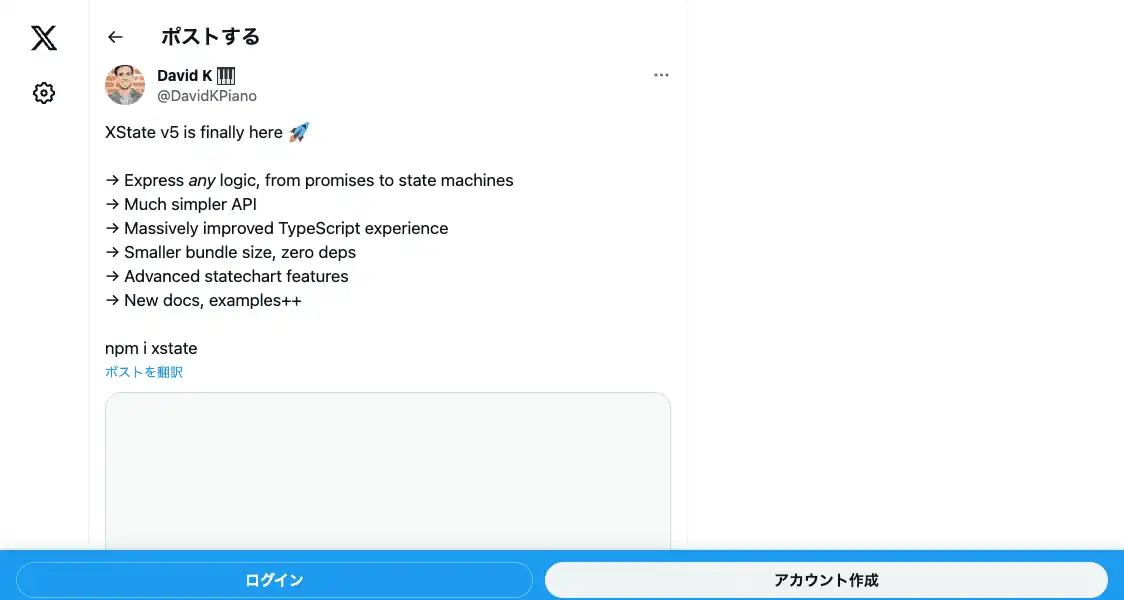 ポストする
David K 🎹
@DavidKPiano
XState v5 is finally here 🚀
→ Express any logic, from promises to state machines
→ Much simpler API
→ Massively improved TypeScript experience
→ Smaller bundle size, zero deps
→ Advanced statechart features
→ New docs, examples++
npm i xstate
ポストを翻訳
ログイン
アカウント作成